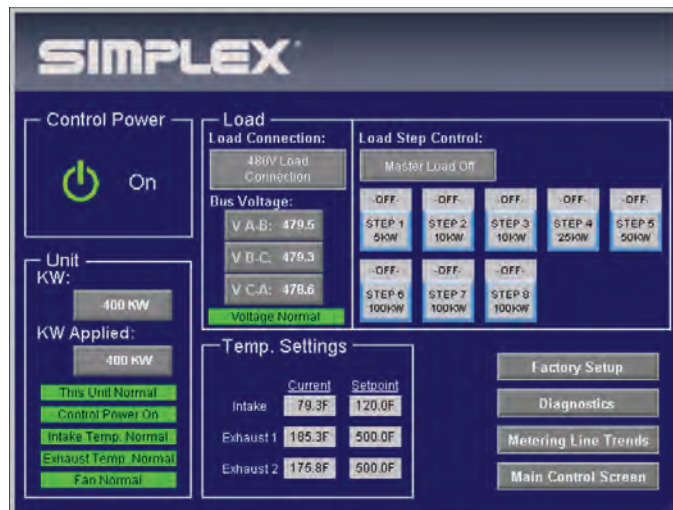 SIMPLEX
Control Power
On
Unit
KW:
400 KW
KW Applied:
400 KW
This Unit Normal
Control Power On
Intake Temp. Normal
Exhaust Temp. Normal
Fan Normal
Load
Load Connection:
480V Load
Connection
Bus Voltage:
V A-B: 479.5
V B-C: 479.3
V C-A: 478.6
Voltage Normal
Load Step Control:
Master Load Off
-OFF- -OFF- -OFF- -OFF- -OFF-
STEP 1 STEP 2 STEP 3 STEP 4 STEP 5
5KW 10KW 10KW 25KW 50KW
-OFF- -OFF- -OFF-
STEP 6 STEP 7 STEP 8
100KW 100KW 100KW
Temp. Settings
Current Setpoint
Intake 79.3F 120.0F
Exhaust 1 185.3F 500.0F
Exhaust 2 175.8F 500.0F
Factory Setup
Diagnostics
Metering Line Trends
Main Control Screen